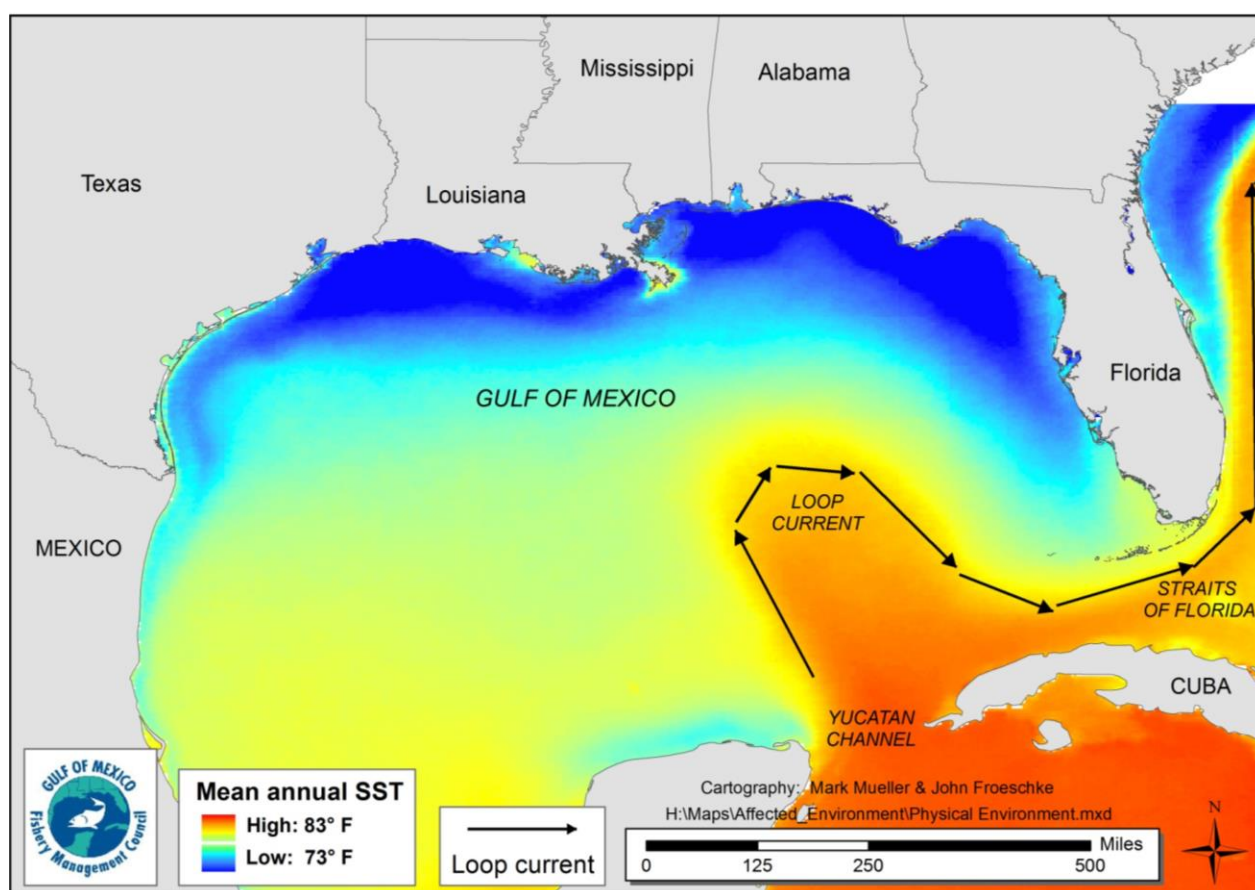 Mississippi
Alabama
Texas
Louisiana
GULF OF MEXICO
Florida
LOOP
CURRENT
MEXICO
STRAITS
OF FLORIDA
CUBA
YUCATAN
CHANNEL
GULF OF MEXICO
Fishery Management Council
Mean annual SST
High: 83° F
Low: 73° F
Loop current
Cartography: Mark Mueller & John Froeschke
H:\Maps\Affected_Environment\Physical Environment.mxd
Miles
0 125 250 500
N